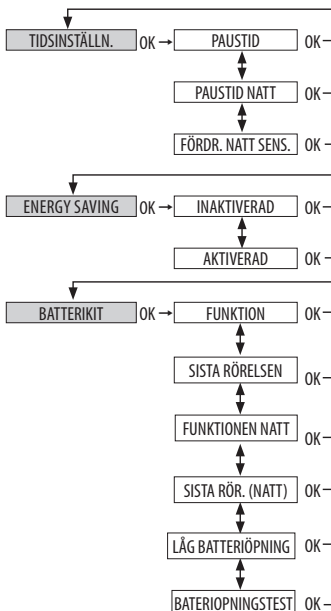 TIDSINSTÄLLN. OK PAUSTID OK
PAUSTID NATT OK
FÖRDR. NATT SENS. OK
ENERGY SAVING OK INAKTIVERAD OK
AKTIVERAD OK
BATTERIKIT OK FUNKTION OK
SISTA RÖRELSEN OK
FUNKTIONEN NATT OK
SISTA RÖR. (NATT) OK
LÅG BATTERIÖPNING OK
BATERIOPNINGSTEST OK